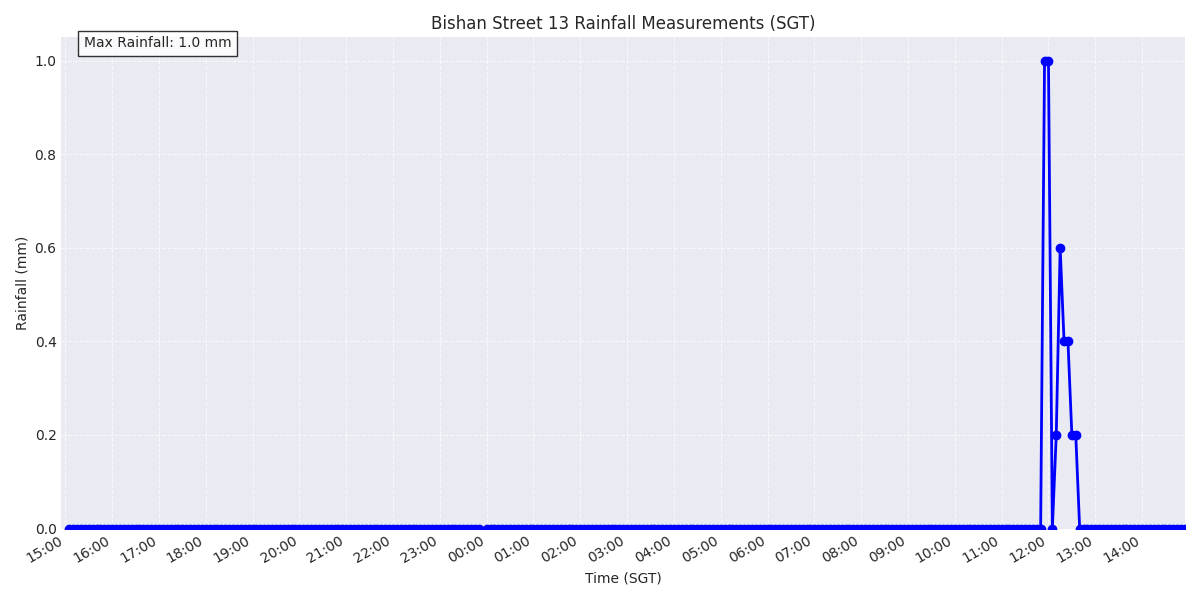 Bishan Street 13 Rainfall Measurements (SGT)
Max Rainfall: 1.0 mm
1.0
0.8
0.6
0.4
0.2
0.0
Rainfall (mm)
15:00 16:00 17:00 18:00 19:00 20:00 21:00 22:00 23:00 00:00 01:00 02:00 03:00 04:00 05:00 06:00 07:00 08:00 09:00 10:00 11:00 12:00 13:00 14:00
Time (SGT)